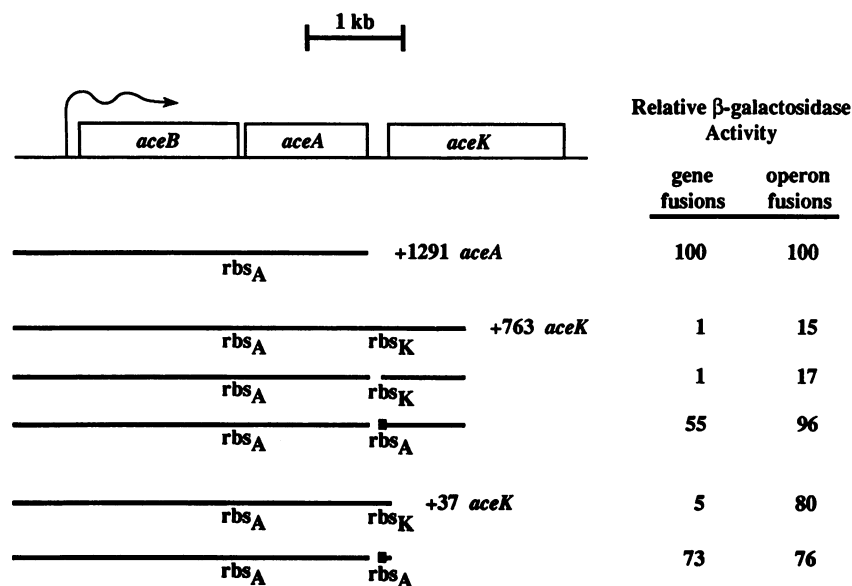 1 kb
aceB aceA aceK
Relative β-galactosidase
Activity
gene fusions operon fusions
+1291 aceA 100 100
rbsA
+763 aceK 1 15
rbsA rbsK
1 17
rbsA rbsK
55 96
rbsA rbsA
+37 aceK 5 80
rbsA rbsK
73 76
rbsA rbsA